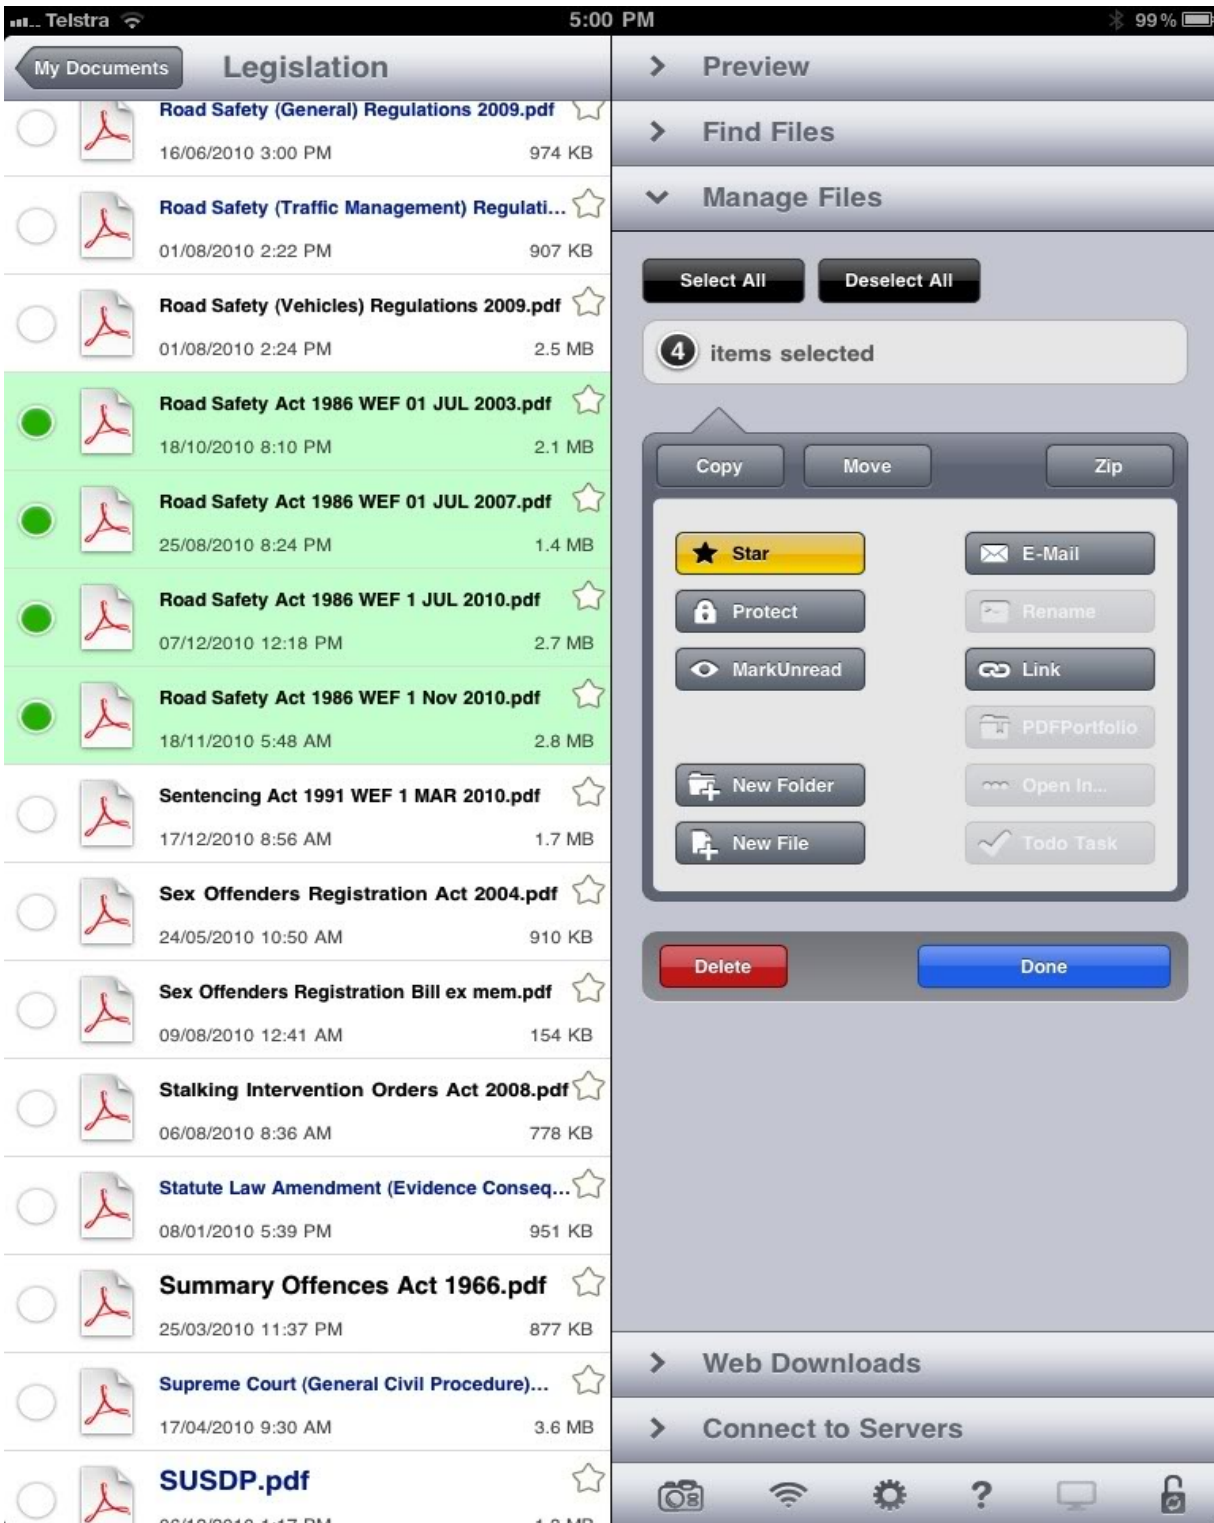 Telstra 5:00 PM 99%
My Documents Legislation
Road Safety (General) Regulations 2009.pdf
16/06/2010 3:00 PM 974 KB
Road Safety (Traffic Management) Regulati...
01/08/2010 2:22 PM 907 KB
Road Safety (Vehicles) Regulations 2009.pdf
01/08/2010 2:24 PM 2.5 MB
Road Safety Act 1986 WEF 01 JUL 2003.pdf
18/10/2010 8:10 PM 2.1 MB
Road Safety Act 1986 WEF 01 JUL 2007.pdf
25/08/2010 8:24 PM 1.4 MB
Road Safety Act 1986 WEF 1 JUL 2010.pdf
07/12/2010 12:18 PM 2.7 MB
Road Safety Act 1986 WEF 1 Nov 2010.pdf
18/11/2010 5:48 AM 2.8 MB
Sentencing Act 1991 WEF 1 MAR 2010.pdf
17/12/2010 8:56 AM 1.7 MB
Sex Offenders Registration Act 2004.pdf
24/05/2010 10:50 AM 910 KB
Sex Offenders Registration Bill ex mem.pdf
09/08/2010 12:41 AM 154 KB
Stalking Intervention Orders Act 2008.pdf
06/08/2010 8:36 AM 778 KB
Statute Law Amendment (Evidence Conseq...
08/01/2010 5:39 PM 951 KB
Summary Offences Act 1966.pdf
25/03/2010 11:37 PM 877 KB
Supreme Court (General Civil Procedure)...
17/04/2010 9:30 AM 3.6 MB
SUSDP.pdf
Preview
Find Files
Manage Files
Select All Deselect All
4 items selected
Copy Move Zip
Star E-Mail
Protect Rename
MarkUnread Link
PDFPortfolio
New Folder Open In...
New File Todo Task
Delete Done
Web Downloads
Connect to Servers
?